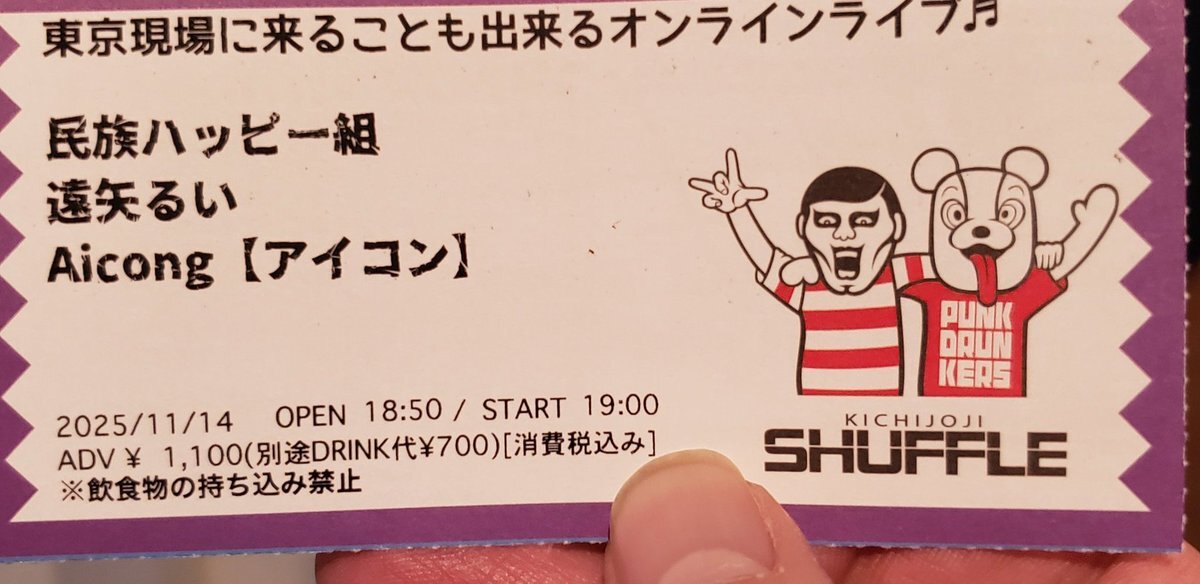 東京現場に来ることも出来るオンラインライブ♬
民族ハッピー組
遠矢るい
Aicong【アイコン】
PUNK
DRUN
KERS
KICHIJOJI
SHUFFLE
2025/11/14 OPEN 18:50 / START 19:00
ADV ¥ 1,100(別途DRINK代¥700)[消費税込み]
※飲食物の持ち込み禁止